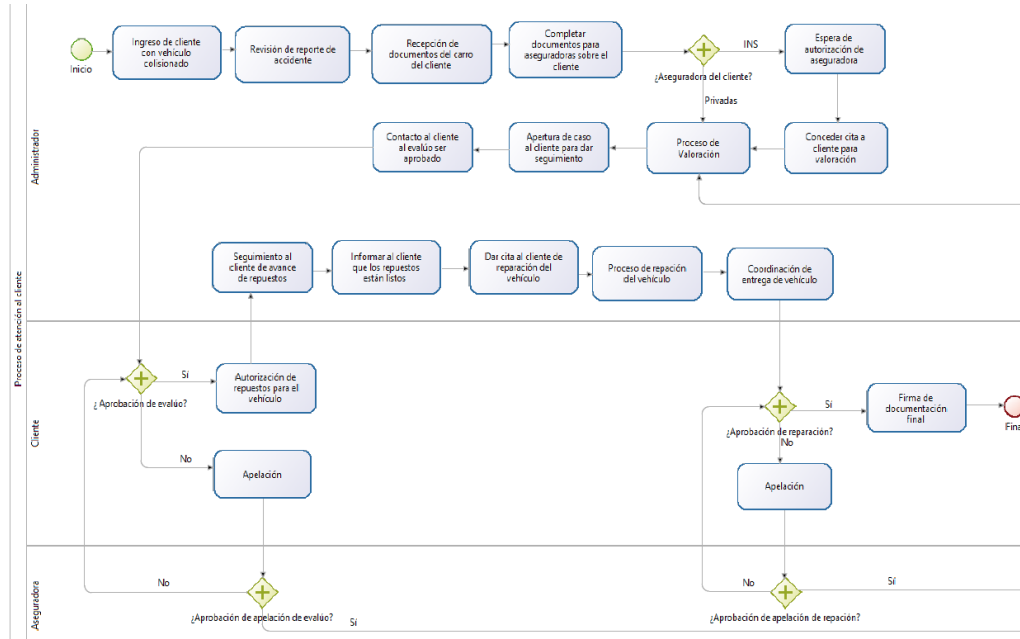 Proceso de atención al cliente
Administrador
Inicio
Ingreso de cliente
con vehículo
colisionado
Revisión de reporte de
accidente
Recepción de
documentos del carro
del cliente
Completar
documentos para
aseguradoras sobre el
cliente
¿Aseguradora del cliente?
INS
Privadas
Espera de
autorización de
aseguradora
Conceder cita a
cliente para
valoración
Proceso de
Valoración
Apertura de caso
al cliente para dar
seguimiento
Contacto al cliente
al evalúo ser
aprobado
Seguimiento al
cliente de avance
de repuestos
Informar al cliente
que los repuestos
están listos
Dar cita al cliente de
reparación del
vehículo
Proceso de repación
del vehículo
Coordinación de
entrega de vehículo
Cliente
¿Aprobación de evalúo?
Sí
Autorización de
repuestos para el
vehículo
No
Apelación
¿Aprobación de reparación?
Sí
Firma de
documentación
final
Fina
No
Apelación
Aseguradora
No
¿Aprobación de apelación de evalúo?
Sí
No
¿Aprobación de apelación de repación?
Sí